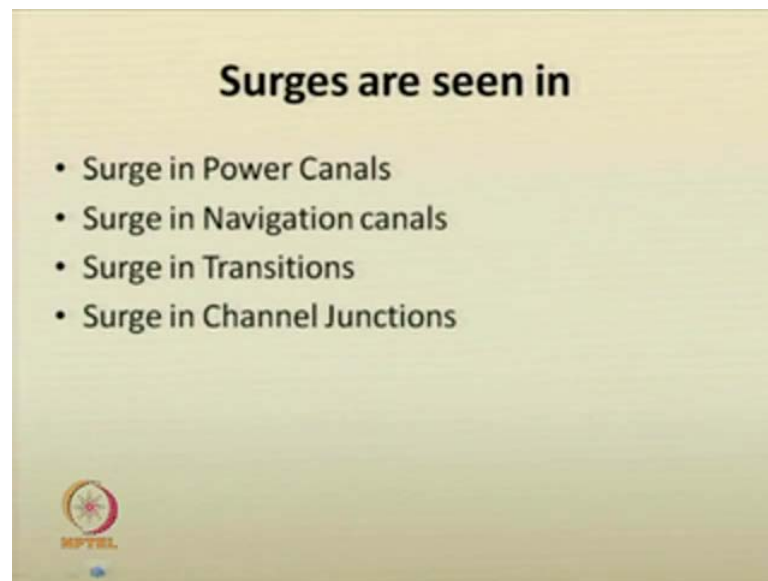 Surges are seen in
• Surge in Power Canals
• Surge in Navigation canals
• Surge in Transitions
• Surge in Channel Junctions
NPTEL